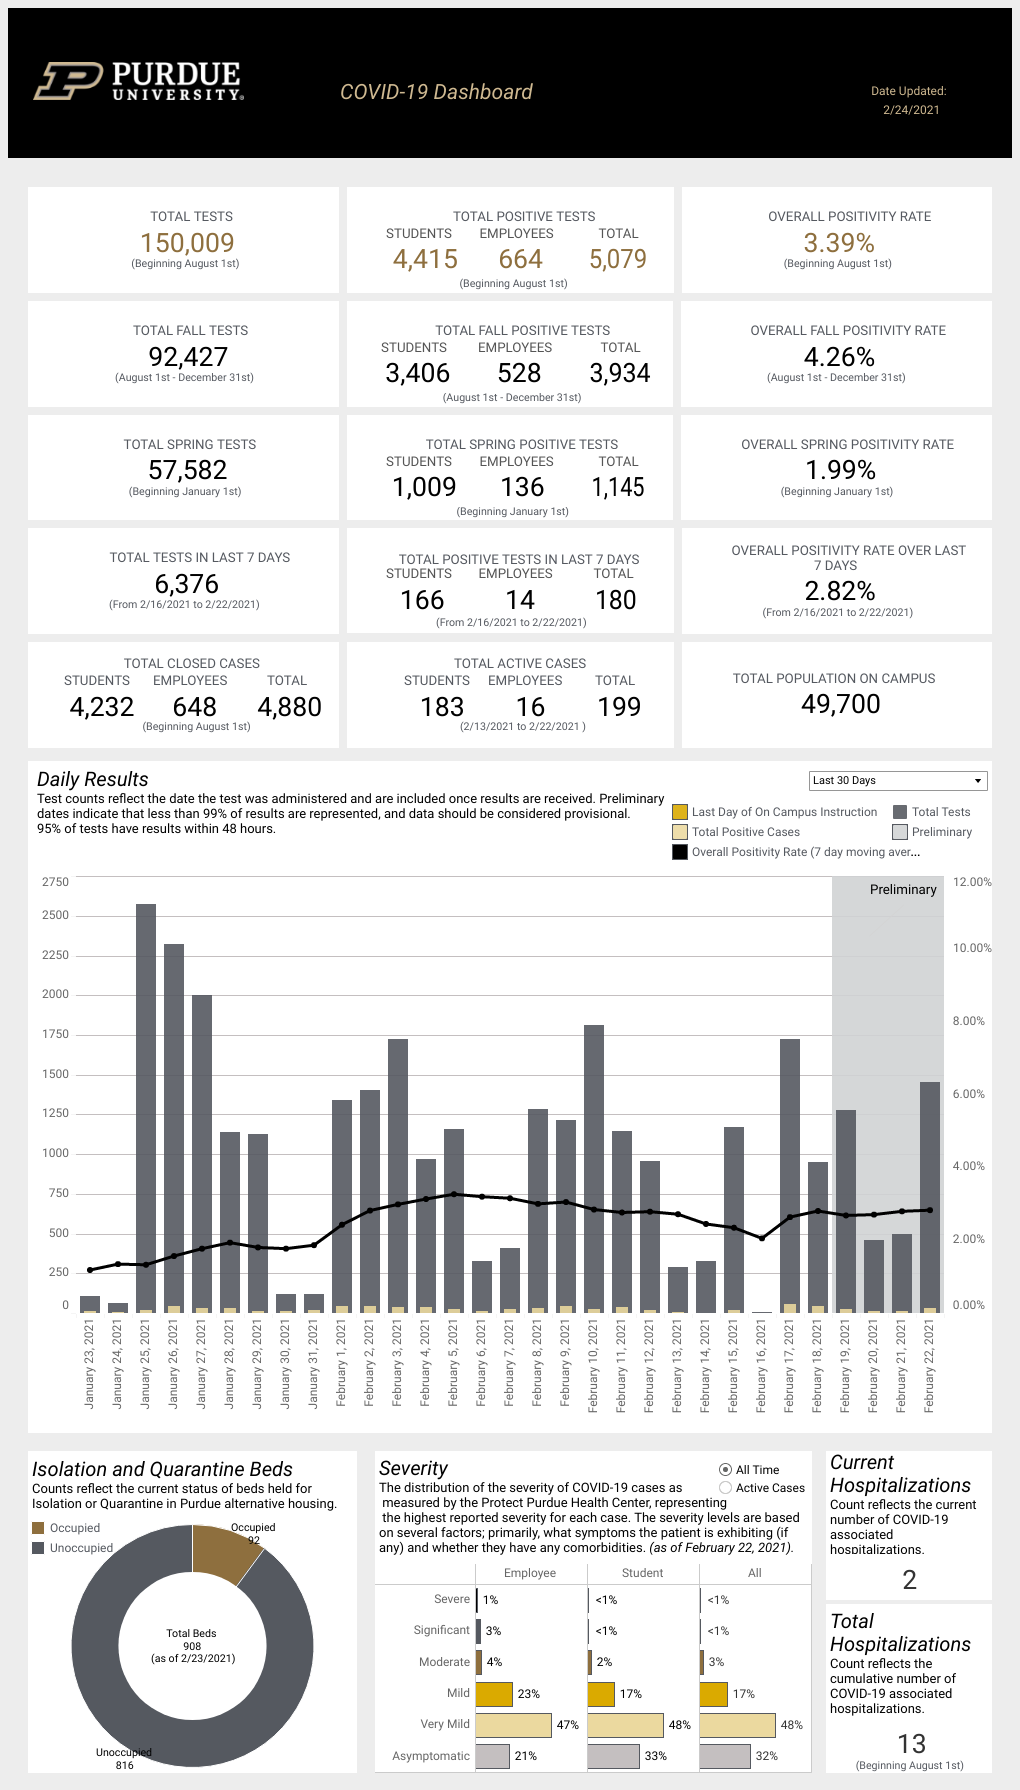 PURDUE
UNIVERSITY®
COVID-19 Dashboard
Date Updated:
2/24/2021
TOTAL TESTS
150,009
(Beginning August 1st)
TOTAL POSITIVE TESTS
STUDENTS EMPLOYEES TOTAL
4,415 664 5,079
(Beginning August 1st)
OVERALL POSITIVITY RATE
3.39%
(Beginning August 1st)
TOTAL FALL TESTS
92,427
(August 1st - December 31st)
TOTAL FALL POSITIVE TESTS
STUDENTS EMPLOYEES TOTAL
3,406 528 3,934
(August 1st - December 31st)
OVERALL FALL POSITIVITY RATE
4.26%
(August 1st - December 31st)
TOTAL SPRING TESTS
57,582
(Beginning January 1st)
TOTAL SPRING POSITIVE TESTS
STUDENTS EMPLOYEES TOTAL
1,009 136 1,145
(Beginning January 1st)
OVERALL SPRING POSITIVITY RATE
1.99%
(Beginning January 1st)
TOTAL TESTS IN LAST 7 DAYS
6,376
(From 2/16/2021 to 2/22/2021)
TOTAL POSITIVE TESTS IN LAST 7 DAYS
STUDENTS EMPLOYEES TOTAL
166 14 180
(From 2/16/2021 to 2/22/2021)
OVERALL POSITIVITY RATE OVER LAST
7 DAYS
2.82%
(From 2/16/2021 to 2/22/2021)
TOTAL CLOSED CASES
STUDENTS EMPLOYEES TOTAL
4,232 648 4,880
(Beginning August 1st)
TOTAL ACTIVE CASES
STUDENTS EMPLOYEES TOTAL
183 16 199
(2/13/2021 to 2/22/2021 )
TOTAL POPULATION ON CAMPUS
49,700
Daily Results
Test counts reflect the date the test was administered and are included once results are received. Preliminary
dates indicate that less than 99% of results are represented, and data should be considered provisional.
95% of tests have results within 48 hours.
Last 30 Days
Last Day of On Campus Instruction Total Tests
Total Positive Cases Preliminary
Overall Positivity Rate (7 day moving aver...
Preliminary
2750
2500
2250
2000
1750
1500
1250
1000
750
500
250
0
12.00%
10.00%
8.00%
6.00%
4.00%
2.00%
0.00%
January 23, 2021
January 24, 2021
January 25, 2021
January 26, 2021
January 27, 2021
January 28, 2021
January 29, 2021
January 30, 2021
January 31, 2021
February 1, 2021
February 2, 2021
February 3, 2021
February 4, 2021
February 5, 2021
February 6, 2021
February 7, 2021
February 8, 2021
February 9, 2021
February 10, 2021
February 11, 2021
February 12, 2021
February 13, 2021
February 14, 2021
February 15, 2021
February 16, 2021
February 17, 2021
February 18, 2021
February 19, 2021
February 20, 2021
February 21, 2021
February 22, 2021
Isolation and Quarantine Beds
Counts reflect the current status of beds held for
Isolation or Quarantine in Purdue alternative housing.
Occupied
Unoccupied
Occupied
92
Total Beds
908
(as of 2/23/2021)
Unoccupied
816
Severity
All Time
Active Cases
The distribution of the severity of COVID-19 cases as
measured by the Protect Purdue Health Center, representing
the highest reported severity for each case. The severity levels are based
on several factors; primarily, what symptoms the patient is exhibiting (if
any) and whether they have any comorbidities. (as of February 22, 2021).
Employee Student All
Severe 1% <1% <1%
Significant 3% <1% <1%
Moderate 4% 2% 3%
Mild 23% 17% 17%
Very Mild 47% 48% 48%
Asymptomatic 21% 33% 32%
Current
Hospitalizations
Count reflects the current
number of COVID-19
associated
hospitalizations.
2
Total
Hospitalizations
Count reflects the
cumulative number of
COVID-19 associated
hospitalizations.
13
(Beginning August 1st)